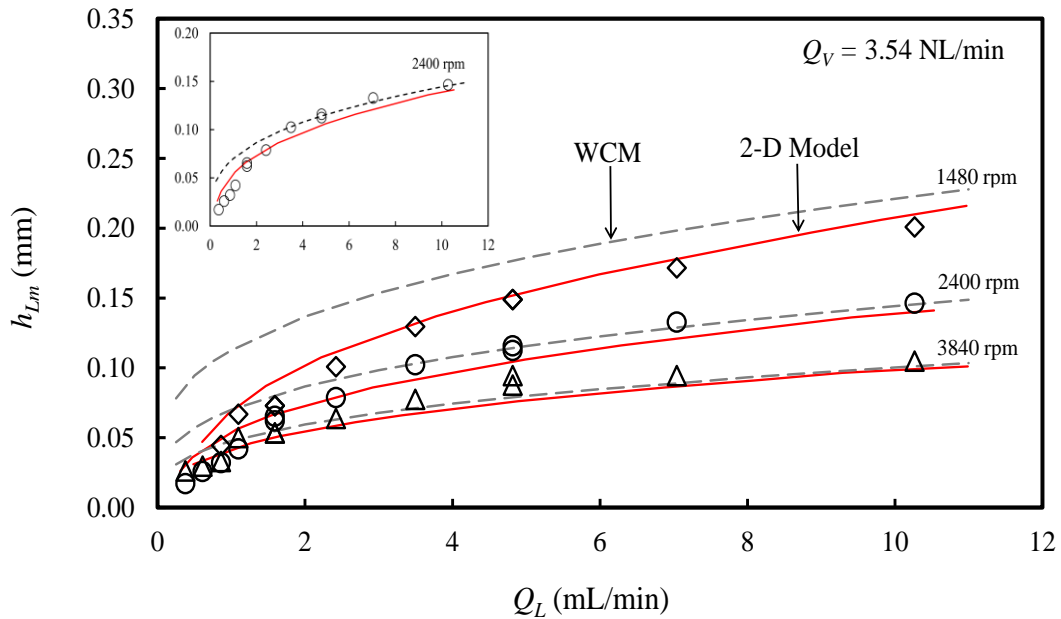 0.35
0.30
0.25
0.20
0.15
0.10
0.05
0.00
h_{Lm} (mm)
0 2 4 6 8 10 12
Q_L (mL/min)
Q_V = 3.54 NL/min
WCM
2-D Model
1480 rpm
2400 rpm
3840 rpm
0.20
0.15
0.10
0.05
0.00
0 2 4 6 8 10 12
2400 rpm